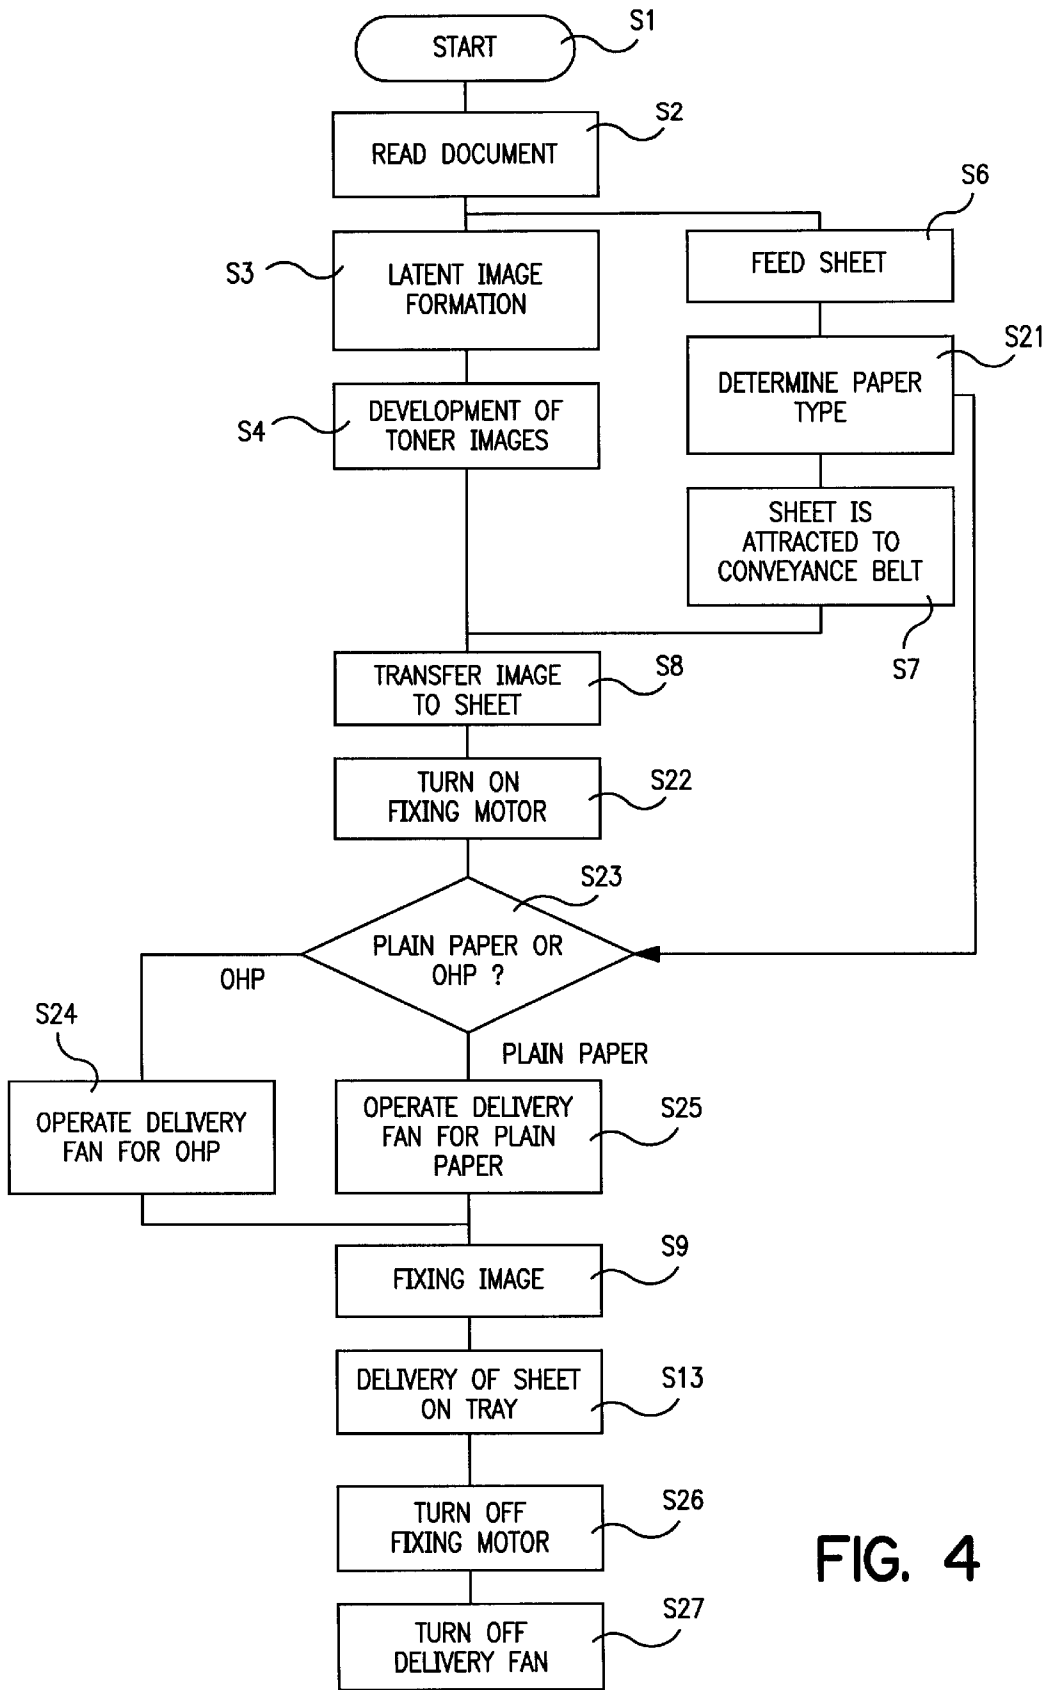 START
S1
READ DOCUMENT
S2
S3
LATENT IMAGE
FORMATION
FEED SHEET
S6
S4
DEVELOPMENT OF
TONER IMAGES
DETERMINE PAPER
TYPE
S21
SHEET IS
ATTRACTED TO
CONVEYANCE BELT
S7
TRANSFER IMAGE
TO SHEET
S8
TURN ON
FIXING MOTOR
S22
PLAIN PAPER OR
OHP ?
S23
OHP
PLAIN PAPER
S24
OPERATE DELIVERY
FAN FOR OHP
OPERATE DELIVERY
FAN FOR PLAIN
PAPER
S25
FIXING IMAGE
S9
DELIVERY OF SHEET
ON TRAY
S13
TURN OFF
FIXING MOTOR
S26
TURN OFF
DELIVERY FAN
S27
FIG. 4